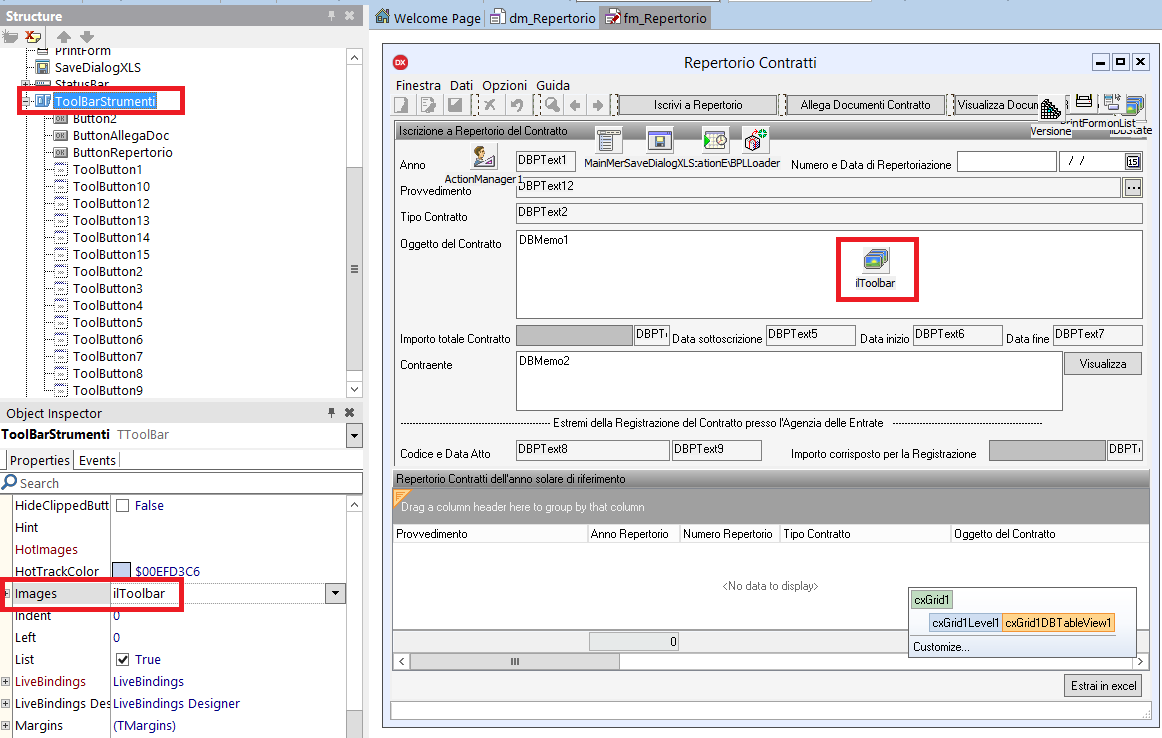 Structure
PrintForm
SaveDialogXLS
StatusBar
ToolBarStrumenti
Button2
ButtonAllegaDoc
ButtonRepertorio
ToolButton1
ToolButton10
ToolButton12
ToolButton13
ToolButton14
ToolButton15
ToolButton2
ToolButton3
ToolButton4
ToolButton5
ToolButton6
ToolButton7
ToolButton8
ToolButton9
Object Inspector
ToolBarStrumenti TToolBar
Properties Events
Search
HideClippedButt False
Hint
HotImages
HotTrackColor $00EFD3C6
Images ilToolbar
Indent 0
Left 0
List True
LiveBindings LiveBindings
LiveBindings Des LiveBindings Designer
Margins (TMargins)
Welcome Page dm_Repertorio fm_Repertorio
DX Repertorio Contratti
Finestra Dati Opzioni Guida
Iscrivi a Repertorio Allega Documenti Contratto Visualizza Docum
PrintFormonList
Iscrizione a Repertorio del Contratto Versione DBState
Anno DBPText1 MainMer SaveDialogXLS cationE BPLLoader Numero e Data di Repertoriazione / / 15
ActionManager1
Provvedimento DBPText12 ...
Tipo Contratto DBPText2
Oggetto del Contratto DBMemo1
ilToolbar
Importo totale Contratto DBPT Data sottoscrizione DBPText5 Data inizio DBPText6 Data fine DBPText7
Contraente DBMemo2 Visualizza
Estremi della Registrazione del Contratto presso l'Agenzia delle Entrate
Codice e Data Atto DBPText8 DBPText9 Importo corrisposto per la Registrazione DBPT
Repertorio Contratti dell'anno solare di riferimento
Drag a column header here to group by that column
Provvedimento Anno Repertorio Numero Repertorio Tipo Contratto Oggetto del Contratto
<No data to display>
cxGrid1
cxGrid1Level1 cxGrid1DBTableView1
Customize...
0
Estrai in excel